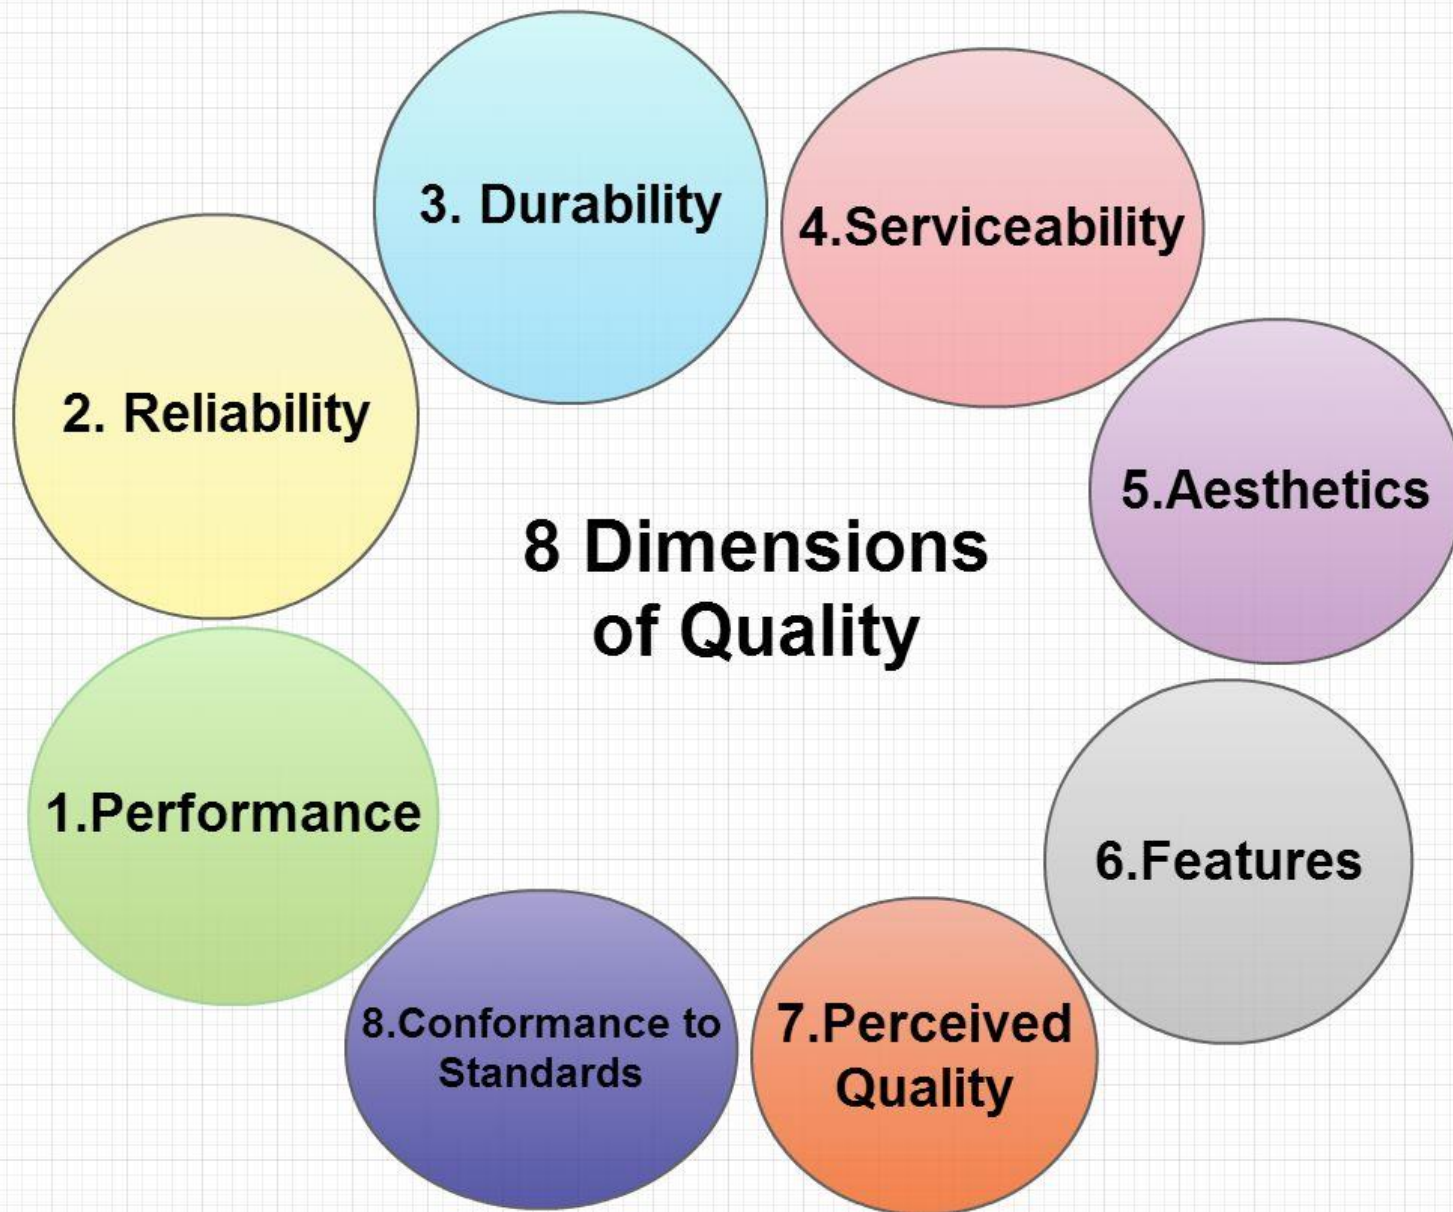 8 Dimensions
of Quality
1.Performance
2. Reliability
3. Durability
4.Serviceability
5.Aesthetics
6.Features
7.Perceived
Quality
8.Conformance to
Standards